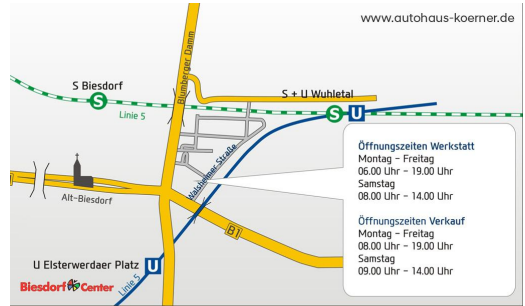 www.autohaus-koerner.de
Blumberger Damm
S Biesdorf
S
Linie 5
S + U Wuhletal
S U
Walsheimer Straße
Alt-Biesdorf
B1
U Elsterwerdaer Platz U
Linie 5
Biesdorf Center
Öffnungszeiten Werkstatt
Montag – Freitag
06.00 Uhr – 19.00 Uhr
Samstag
08.00 Uhr – 14.00 Uhr
Öffnungszeiten Verkauf
Montag – Freitag
08.00 Uhr – 19.00 Uhr
Samstag
09.00 Uhr – 14.00 Uhr